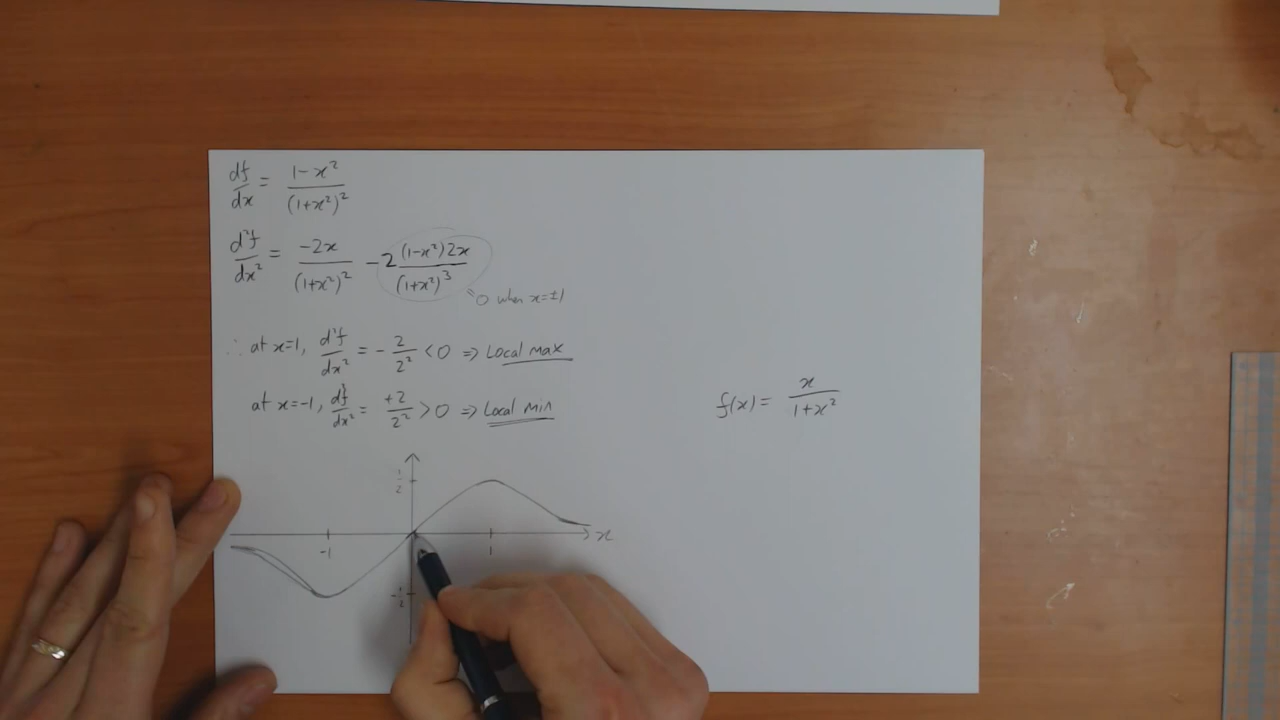 df/dx = (1-x²)/(1+x²)²
d²f/dx² = -2x/(1+x²)² - 2(1-x²)2x/(1+x²)³
0 when x=±1
∴ at x=1, d²f/dx² = -2/2² <0 => Local max
at x=-1, d²f/dx² = +2/2² >0 => Local min
f(x) = x/(1+x²)
1/2
x
-1 1
-1/2